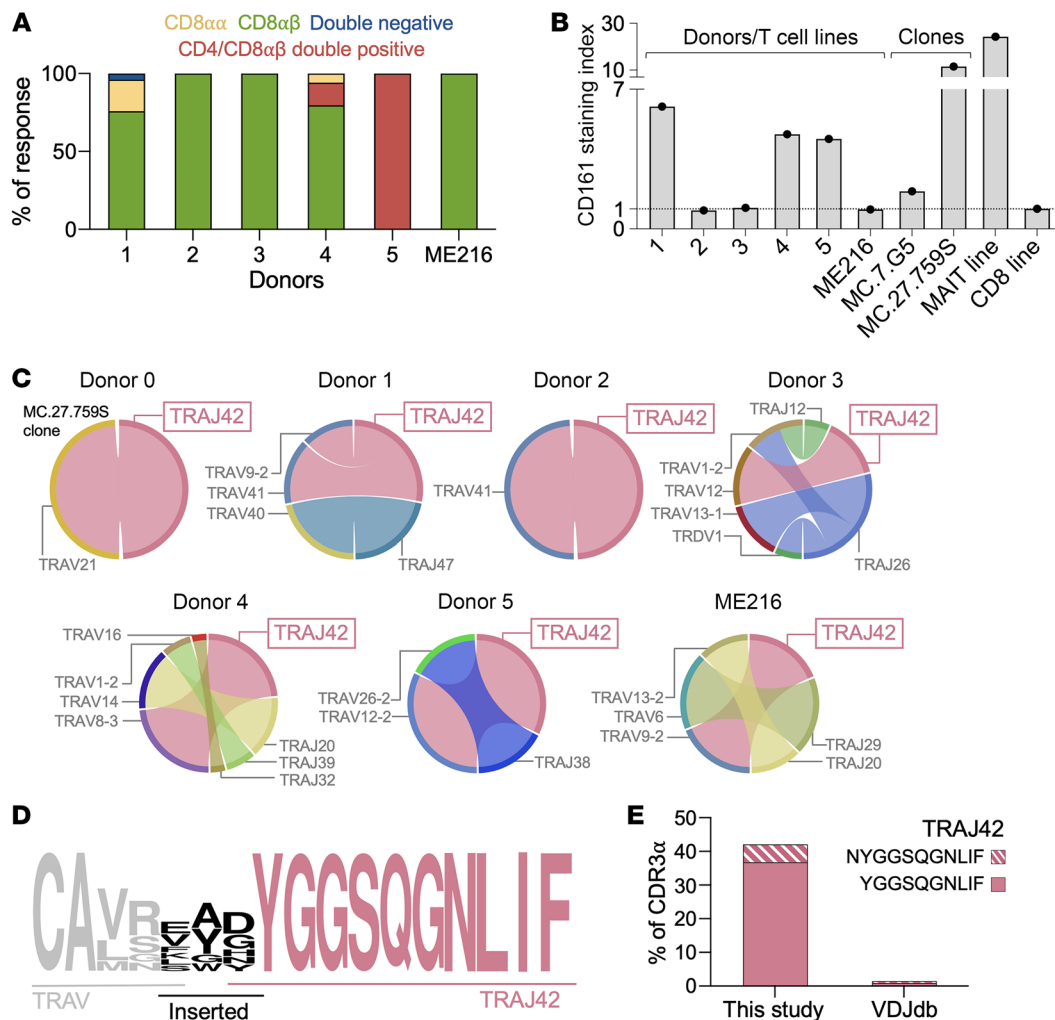 A
CD8αα CD8αβ Double negative
CD4/CD8αβ double positive
% of response
100
50
0
1 2 3 4 5 ME216
Donors
B
CD161 staining index
30
10
7
1
0
Donors/T cell lines
Clones
1 2 3 4 5 ME216 MC.7.G5 MC.27.759S MAIT line CD8 line
C
Donor 0
MC.27.759S
clone
TRAJ42
TRAV21
Donor 1
TRAJ42
TRAV9-2
TRAV41
TRAV40
TRAJ47
Donor 2
TRAJ42
TRAV41
Donor 3
TRAJ12
TRAJ42
TRAV1-2
TRAV12
TRAV13-1
TRDV1
TRAJ26
Donor 4
TRAV16
TRAJ42
TRAV1-2
TRAV14
TRAV8-3
TRAJ20
TRAJ39
TRAJ32
Donor 5
TRAJ42
TRAV26-2
TRAV12-2
TRAJ38
ME216
TRAJ42
TRAV13-2
TRAV6
TRAV9-2
TRAJ29
TRAJ20
D
CAVREADYGGSQGNLIF
LSVYG
TRAV
Inserted
TRAJ42
E
% of CDR3α
50
40
30
20
10
0
TRAJ42
NYGGSQGNLIF
YGGSQGNLIF
This study
VDJdb